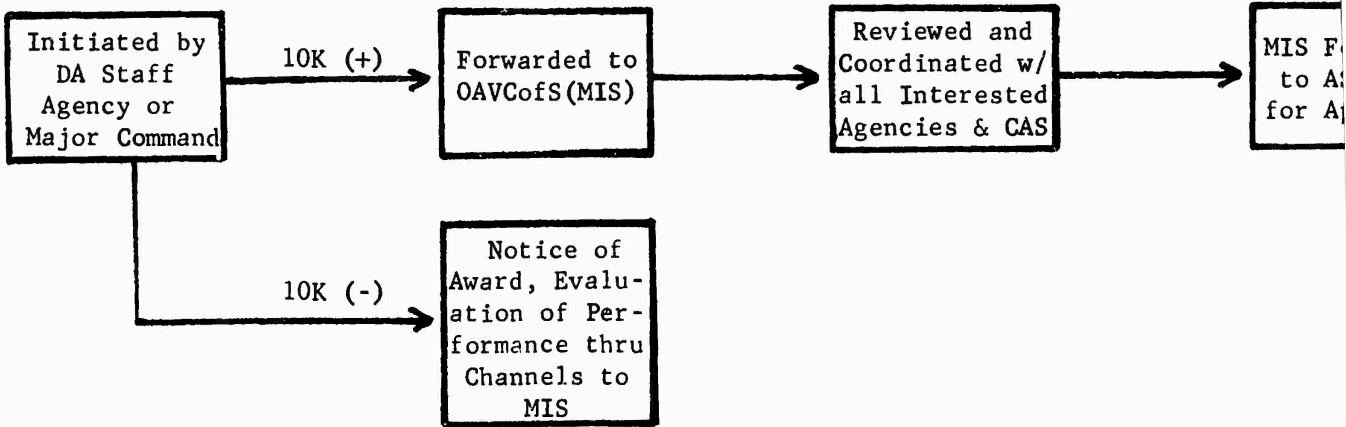 Initiated by
DA Staff
Agency or
Major Command
10K (+)
Forwarded to
OAVCofS(MIS)
Reviewed and
Coordinated w/
all Interested
Agencies & CAS
MIS
to
for
10K (-)
Notice of
Award, Evalu-
ation of Per-
formance thru
Channels to
MIS